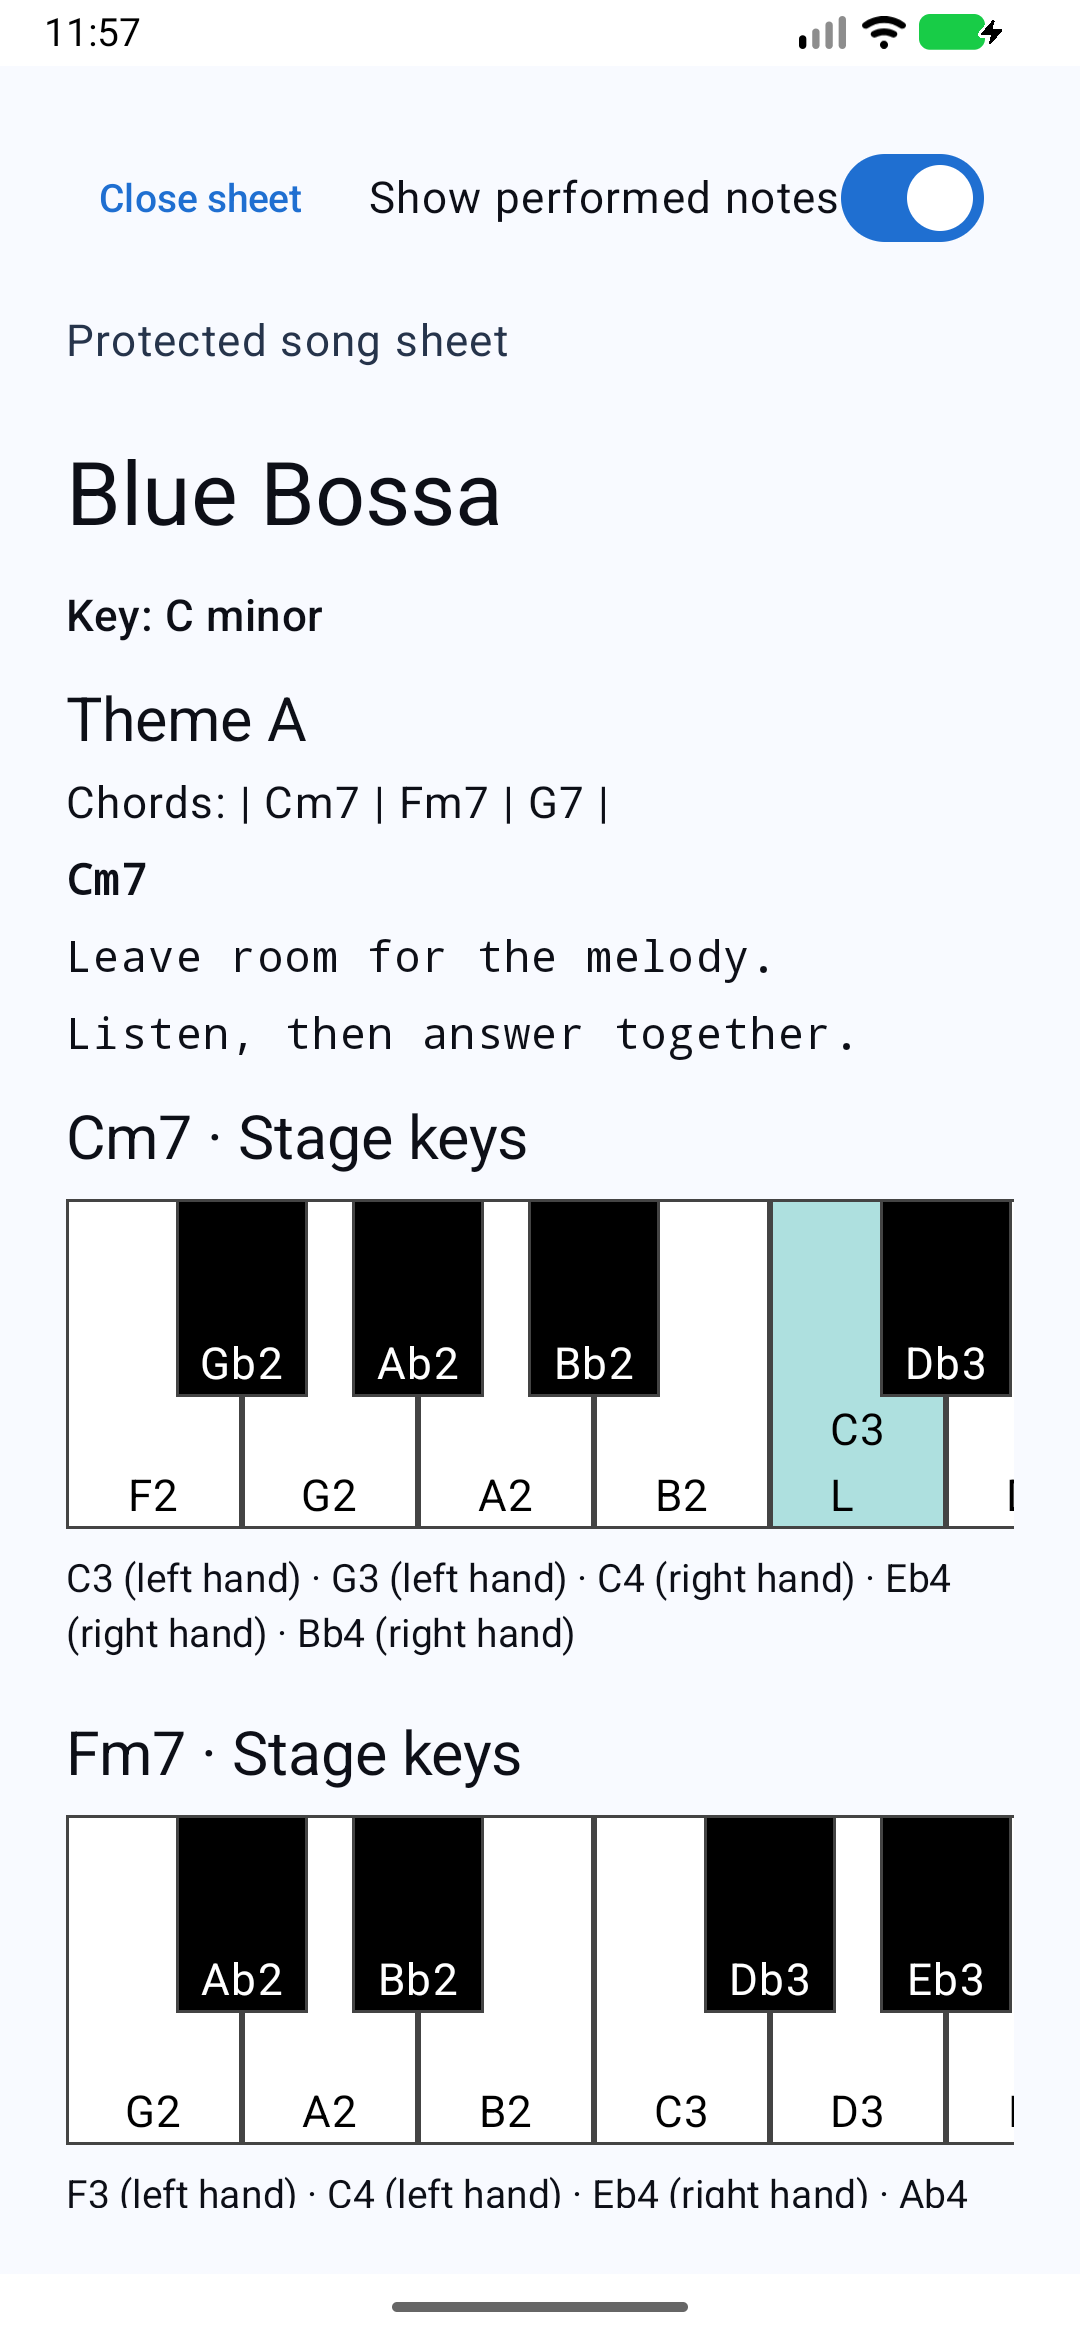 11:57
Close sheet
Show performed notes
Protected song sheet
Blue Bossa
Key: C minor
Theme A
Chords: | Cm7 | Fm7 | G7 |
Cm7
Leave room for the melody.
Listen, then answer together.
Cm7 · Stage keys
Gb2 Ab2 Bb2 Db3
C3
F2 G2 A2 B2 L
C3 (left hand) · G3 (left hand) · C4 (right hand) · Eb4
(right hand) · Bb4 (right hand)
Fm7 · Stage keys
Ab2 Bb2 Db3 Eb3
G2 A2 B2 C3 D3
F3 (left hand) · C4 (left hand) · Eb4 (right hand) · Ab4